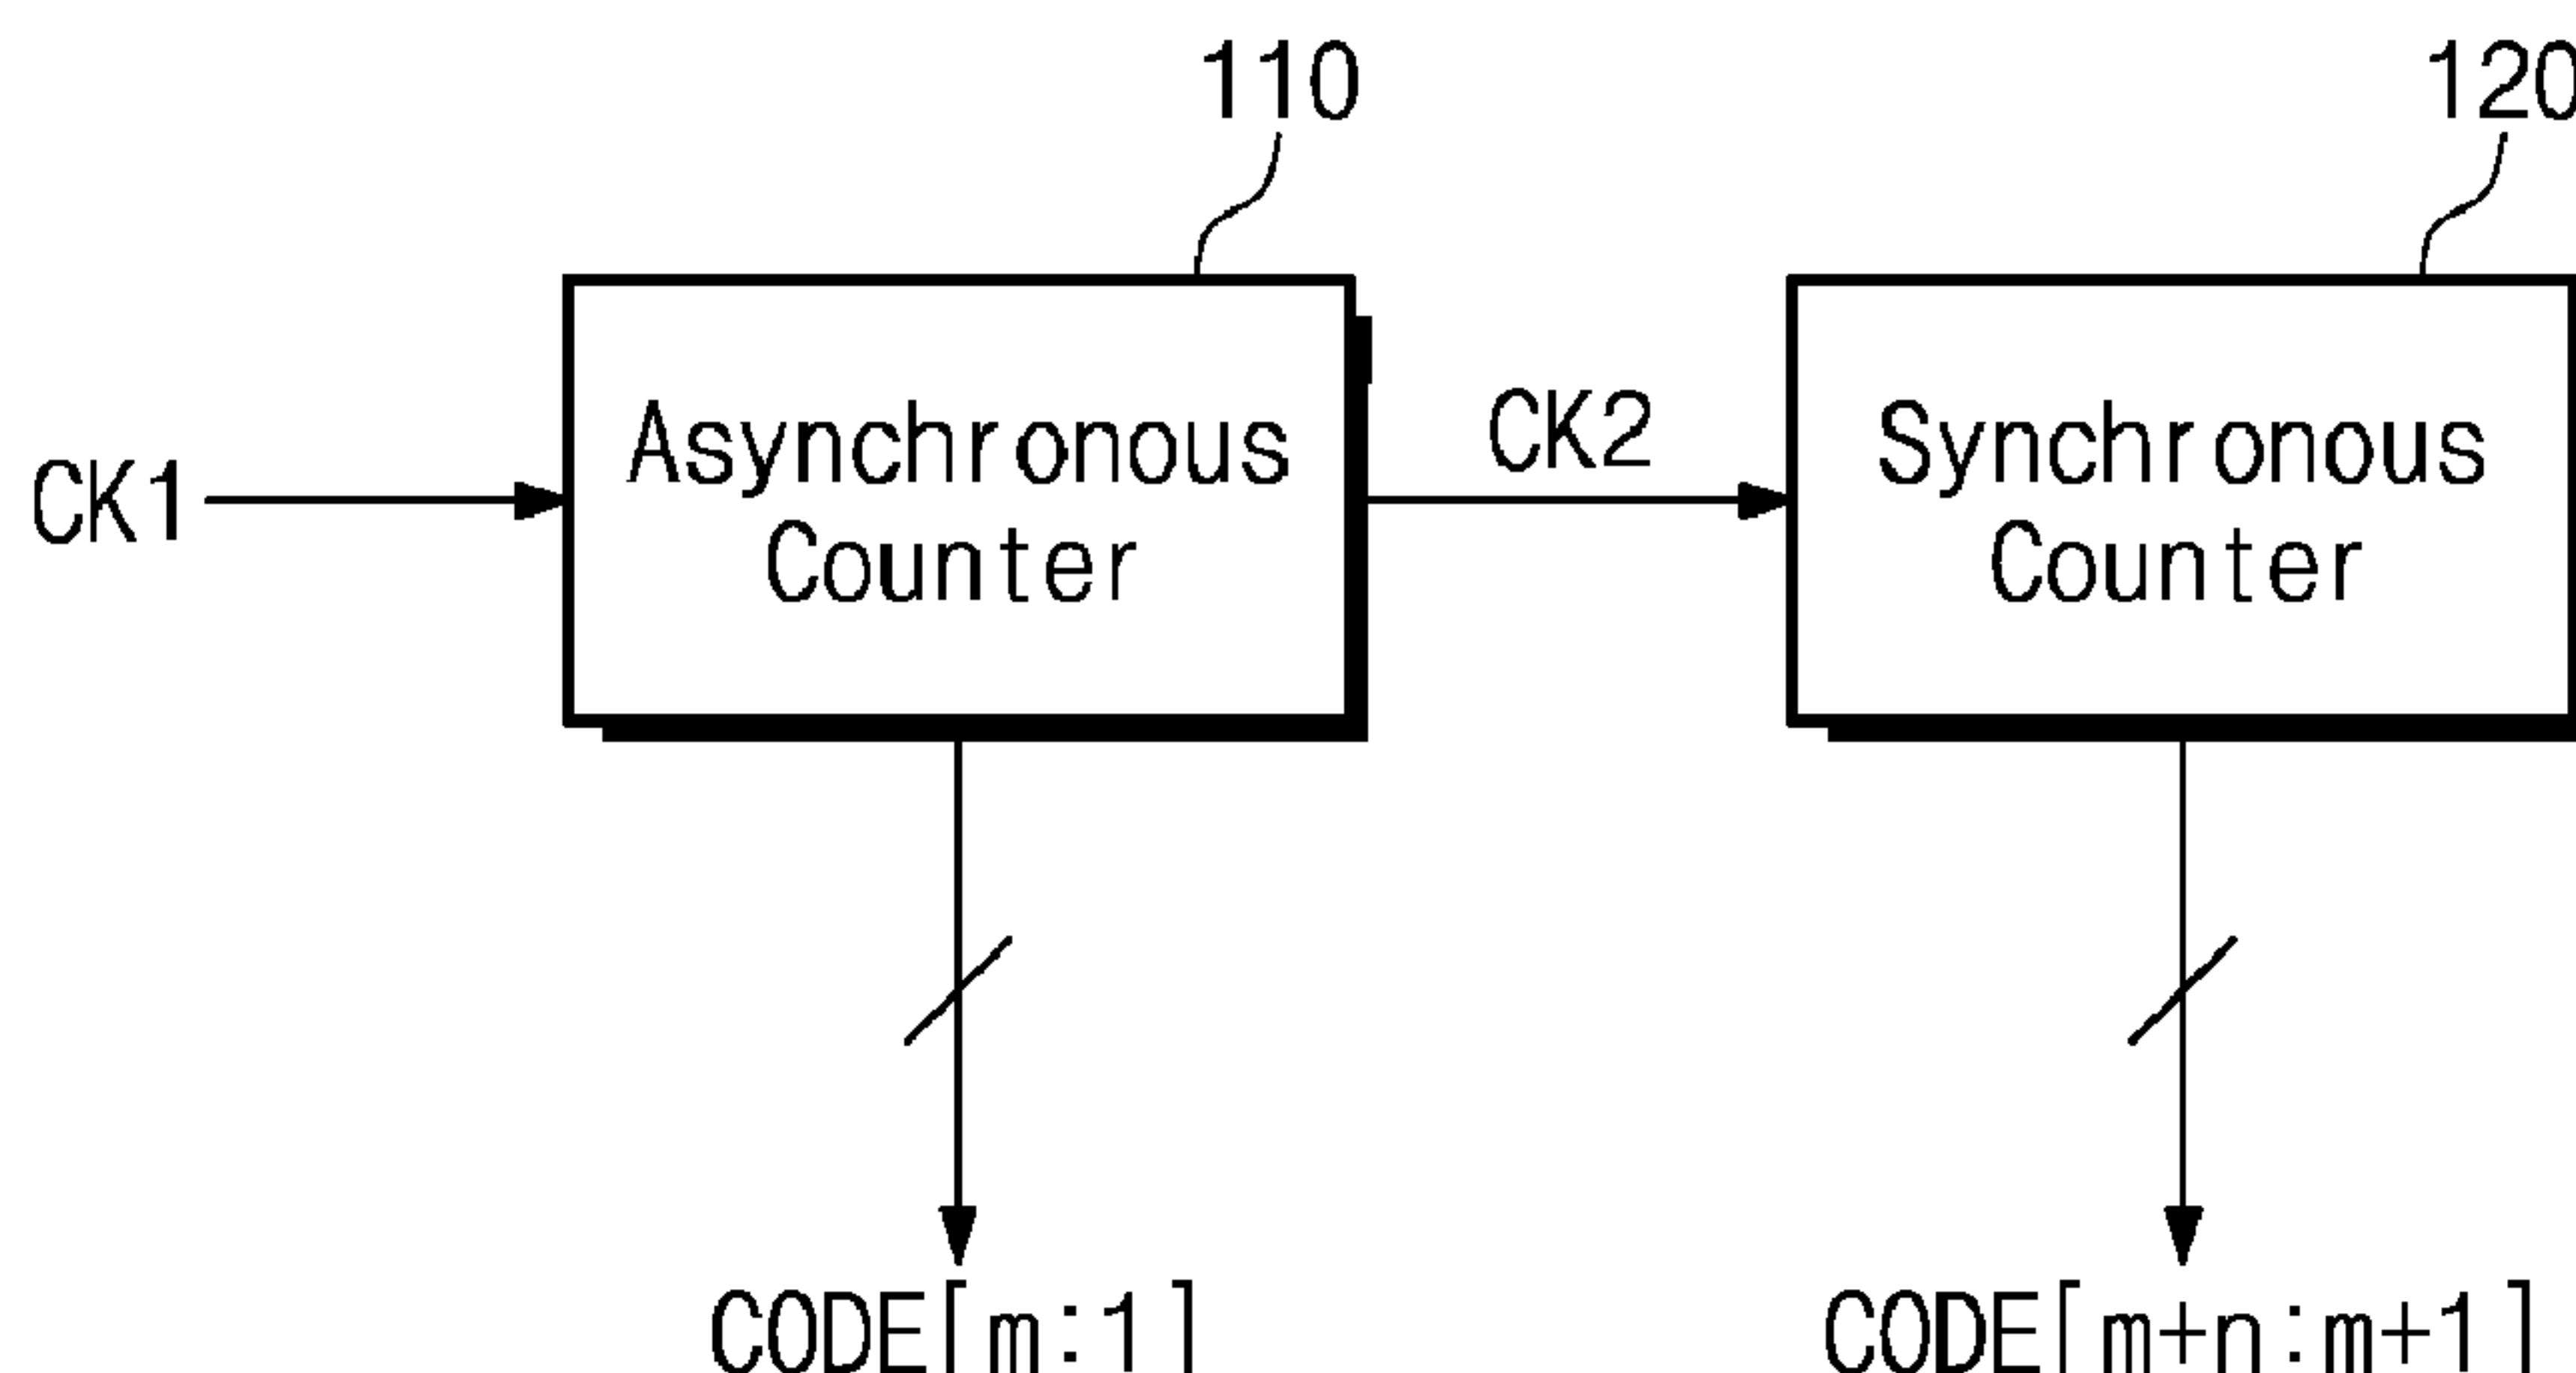 110
120
CK1
Asynchronous
Counter
CK2
Synchronous
Counter
CODE[m:1]
CODE[m+n:m+1]